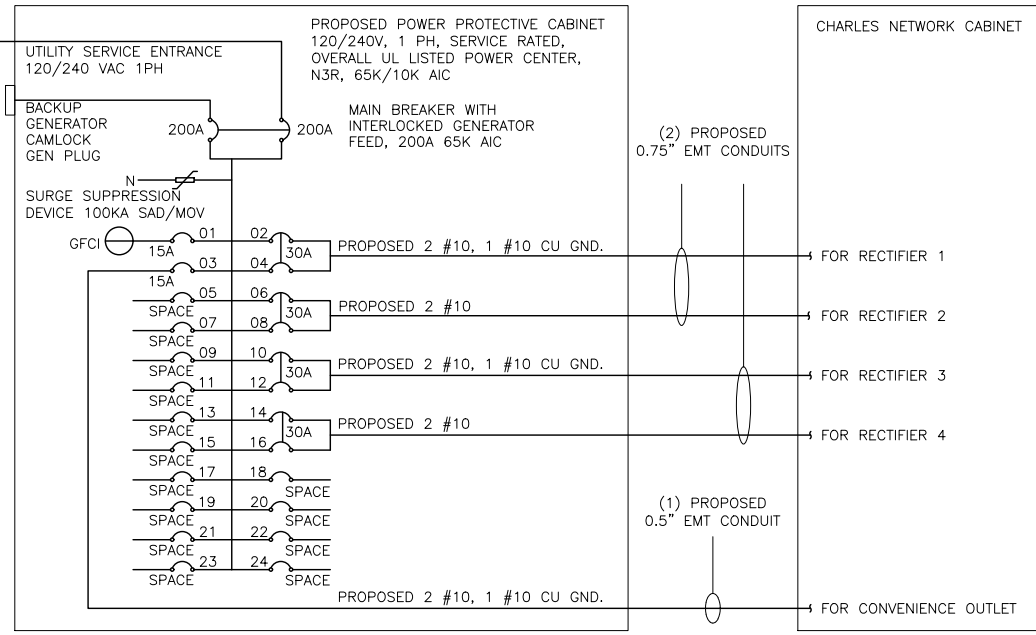 PROPOSED POWER PROTECTIVE CABINET
120/240V, 1 PH, SERVICE RATED,
OVERALL UL LISTED POWER CENTER,
N3R, 65K/10K AIC
CHARLES NETWORK CABINET
UTILITY SERVICE ENTRANCE
120/240 VAC 1PH
BACKUP
GENERATOR
CAMLOCK
GEN PLUG
200A
200A
MAIN BREAKER WITH
INTERLOCKED GENERATOR
FEED, 200A 65K AIC
(2) PROPOSED
0.75" EMT CONDUITS
N
SURGE SUPPRESSION
DEVICE 100KA SAD/MOV
GFCI
15A
01
02
30A
PROPOSED 2 #10, 1 #10 CU GND.
FOR RECTIFIER 1
15A
03
04
SPACE
05
06
30A
PROPOSED 2 #10
FOR RECTIFIER 2
SPACE
07
08
SPACE
09
10
30A
PROPOSED 2 #10, 1 #10 CU GND.
FOR RECTIFIER 3
SPACE
11
12
SPACE
13
14
30A
PROPOSED 2 #10
FOR RECTIFIER 4
SPACE
15
16
SPACE
17
18
SPACE
SPACE
19
20
SPACE
SPACE
21
22
SPACE
SPACE
23
24
SPACE
(1) PROPOSED
0.5" EMT CONDUIT
PROPOSED 2 #10, 1 #10 CU GND.
FOR CONVENIENCE OUTLET